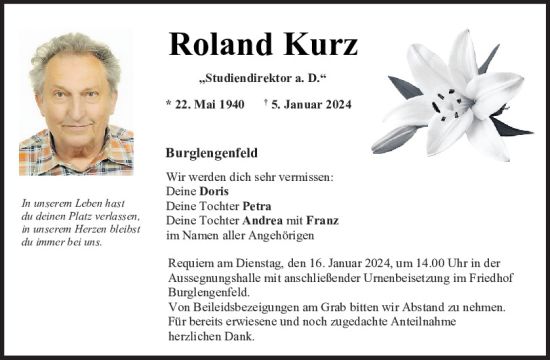 Roland Kurz
„Studiendirektor a. D.“
* 22. Mai 1940 † 5. Januar 2024
Burglengenfeld
Wir werden dich sehr vermissen:
Deine Doris
Deine Tochter Petra
Deine Tochter Andrea mit Franz
im Namen aller Angehörigen
In unserem Leben hast
du deinen Platz verlassen,
in unserem Herzen bleibst
du immer bei uns.
Requiem am Dienstag, den 16. Januar 2024, um 14.00 Uhr in der
Aussegnungshalle mit anschließender Urnenbeisetzung im Friedhof
Burglengenfeld.
Von Beileidsbezeigungen am Grab bitten wir Abstand zu nehmen.
Für bereits erwiesene und noch zugedachte Anteilnahme
herzlichen Dank.